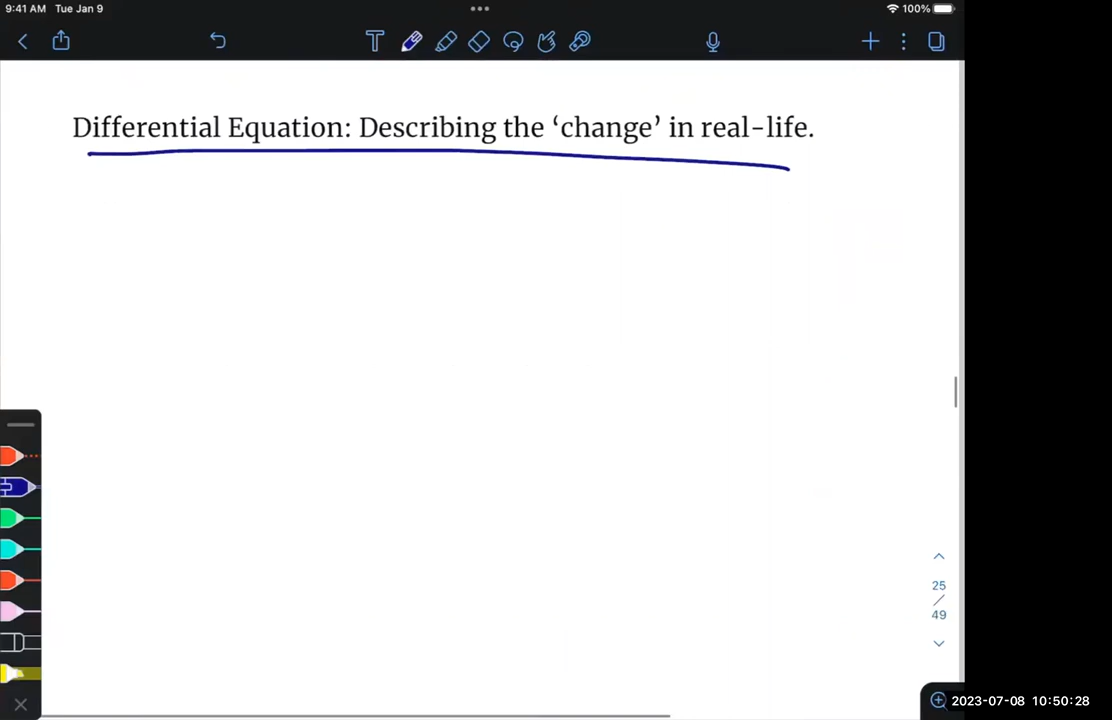 9:41 AM Tue Jan 9
100%
T
Differential Equation: Describing the ‘change’ in real-life.
25
/
49
2023-07-08 10:50:28